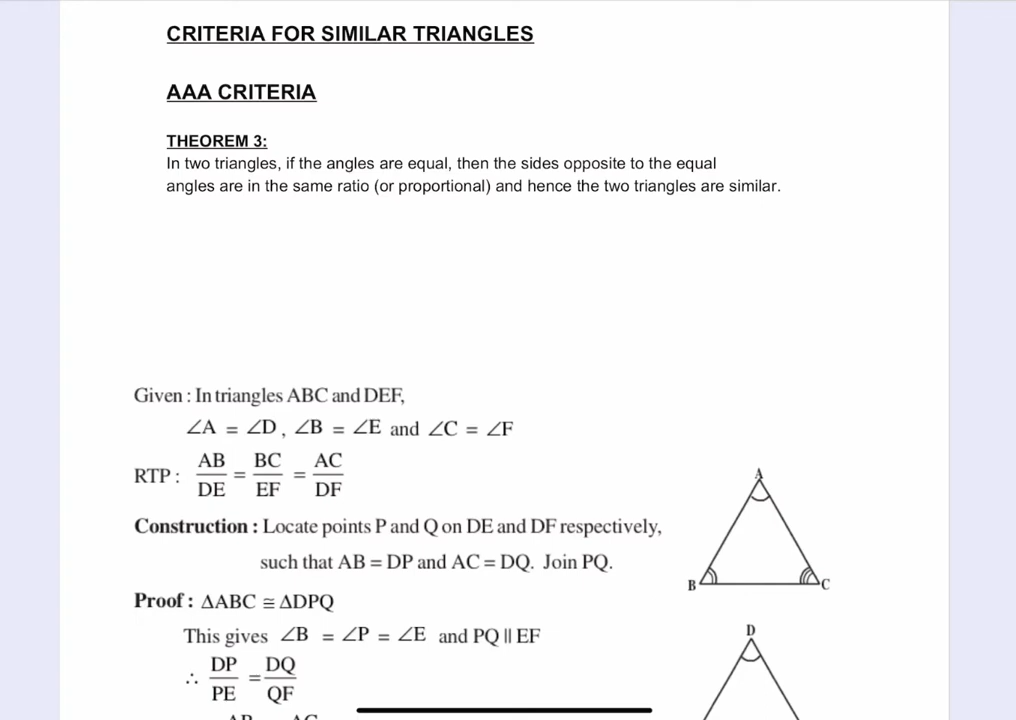 CRITERIA FOR SIMILAR TRIANGLES
AAA CRITERIA
THEOREM 3:
In two triangles, if the angles are equal, then the sides opposite to the equal
angles are in the same ratio (or proportional) and hence the two triangles are similar.
Given : In triangles ABC and DEF,
∠A = ∠D , ∠B = ∠E and ∠C = ∠F
RTP : AB/DE = BC/EF = AC/DF
Construction : Locate points P and Q on DE and DF respectively,
such that AB = DP and AC = DQ. Join PQ.
Proof : ΔABC ≅ ΔDPQ
This gives ∠B = ∠P = ∠E and PQ || EF
∴ DP/PE = DQ/QF
A
B
C
D